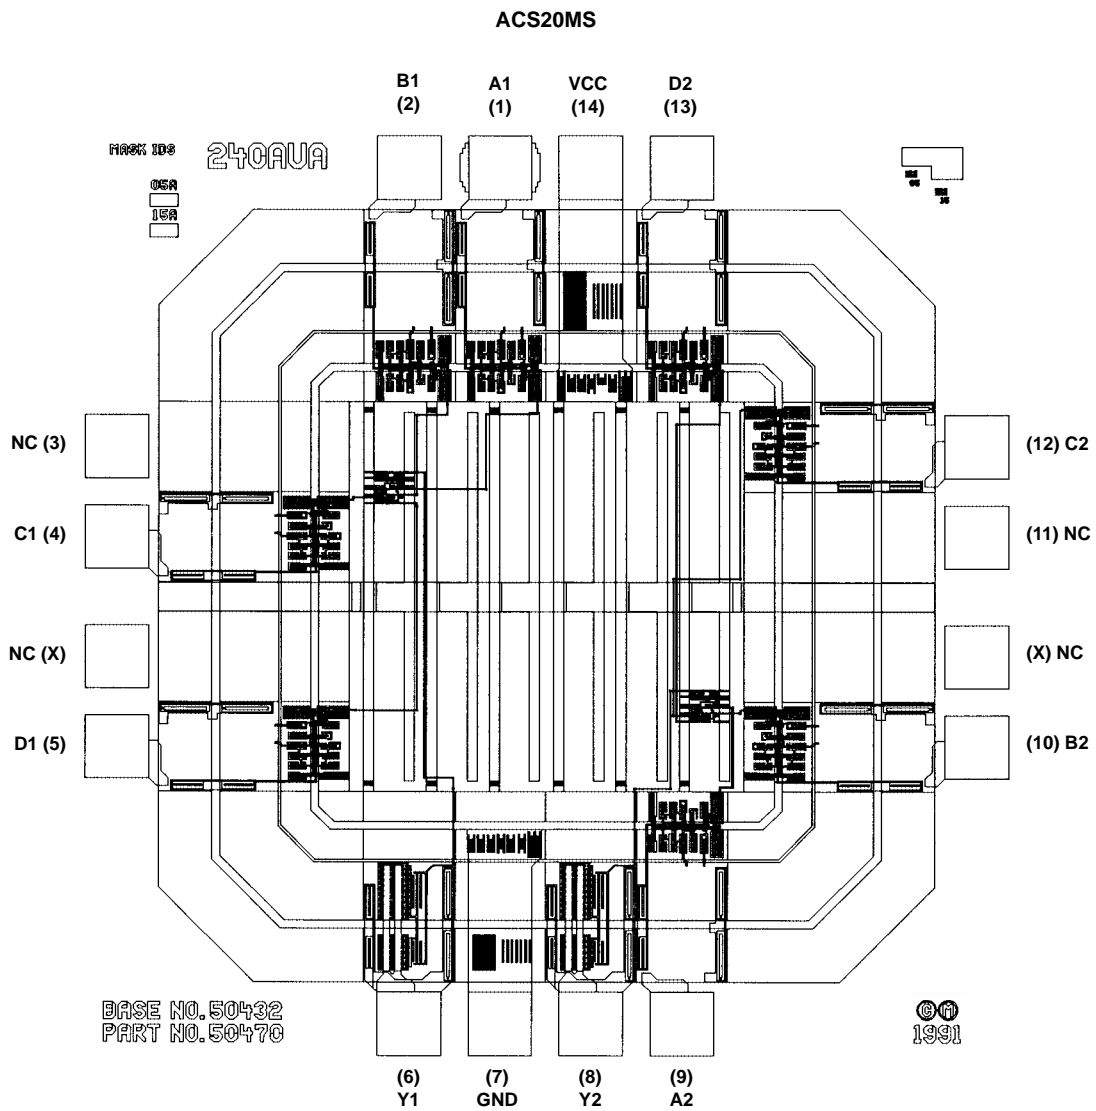 ACS20MS
B1 A1 VCC D2
(2) (1) (14) (13)
MASK IDS
240AUA
05A
15A
NC (3)
(12) C2
C1 (4)
(11) NC
NC (X)
(X) NC
D1 (5)
(10) B2
BASE NO. 50432
PART NO. 50470
1991
(6) (7) (8) (9)
Y1 GND Y2 A2